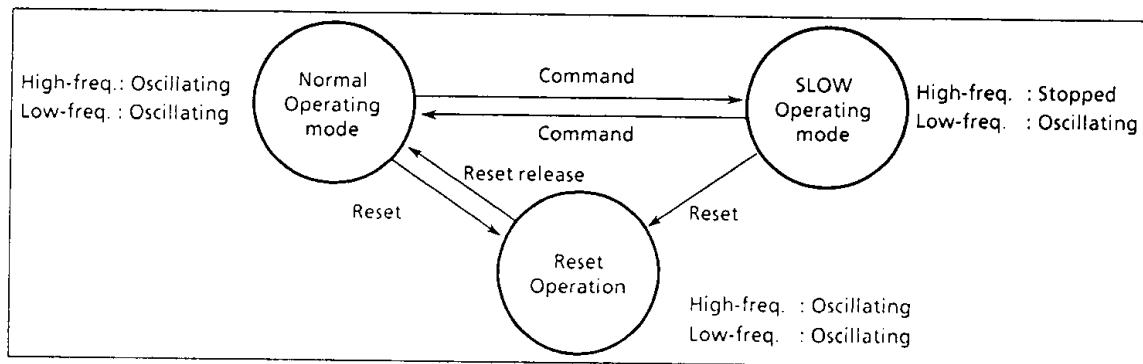 High-freq.: Oscillating
Low-freq. : Oscillating
Normal
Operating
mode
Command
Command
SLOW
Operating
mode
High-freq. : Stopped
Low-freq. : Oscillating
Reset release
Reset
Reset
Reset
Operation
High-freq. : Oscillating
Low-freq. : Oscillating